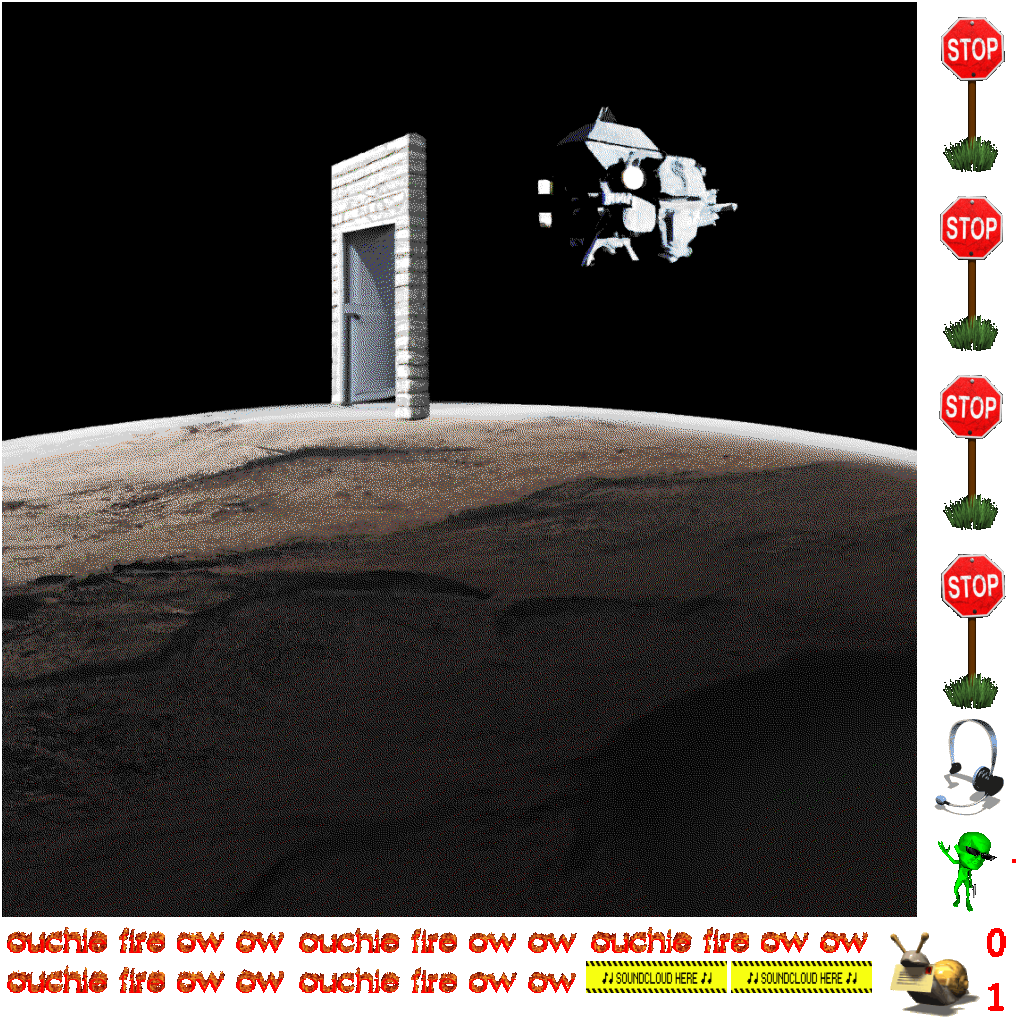 STOP
STOP
STOP
STOP
ouchie fire ow ow ouchie fire ow ow ouchie fire ow ow
ouchie fire ow ow ouchie fire ow ow ♪♪ SOUNDCLOUD HERE ♪♪ ♪♪ SOUNDCLOUD HERE ♪♪
0
1